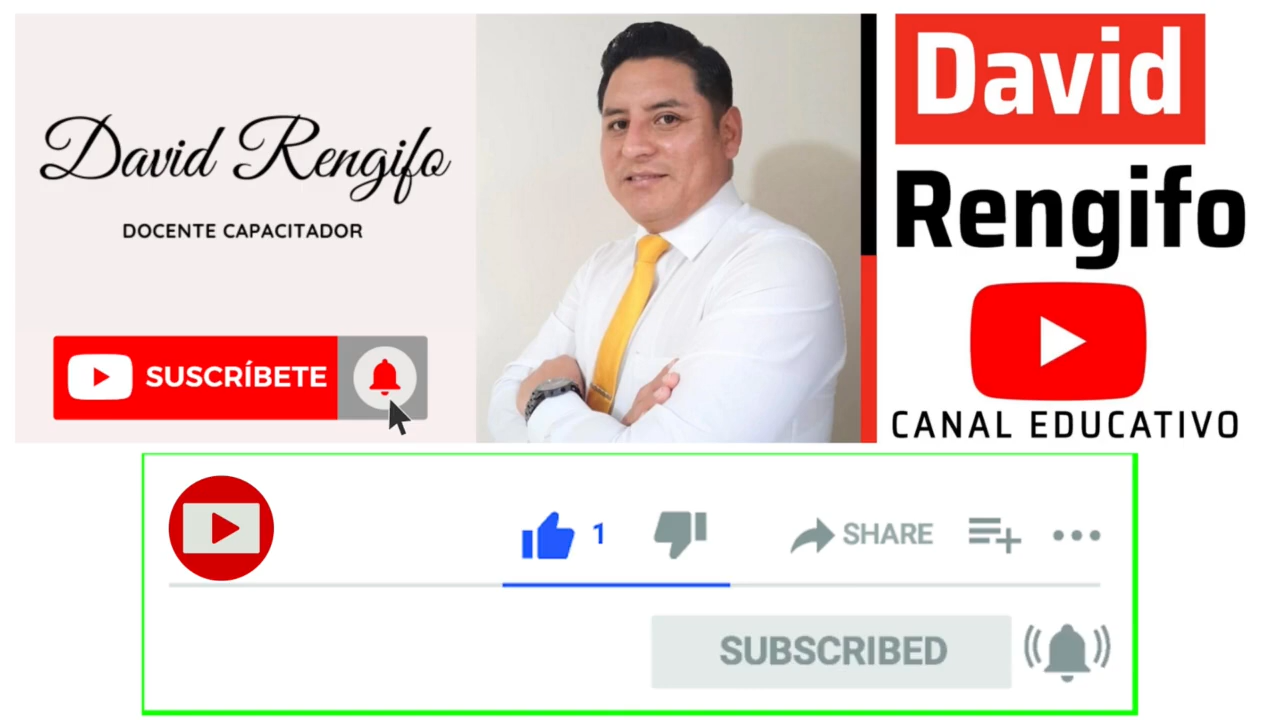 David Rengifo
DOCENTE CAPACITADOR
SUSCRÍBETE
David
Rengifo
CANAL EDUCATIVO
1
SHARE
SUBSCRIBED